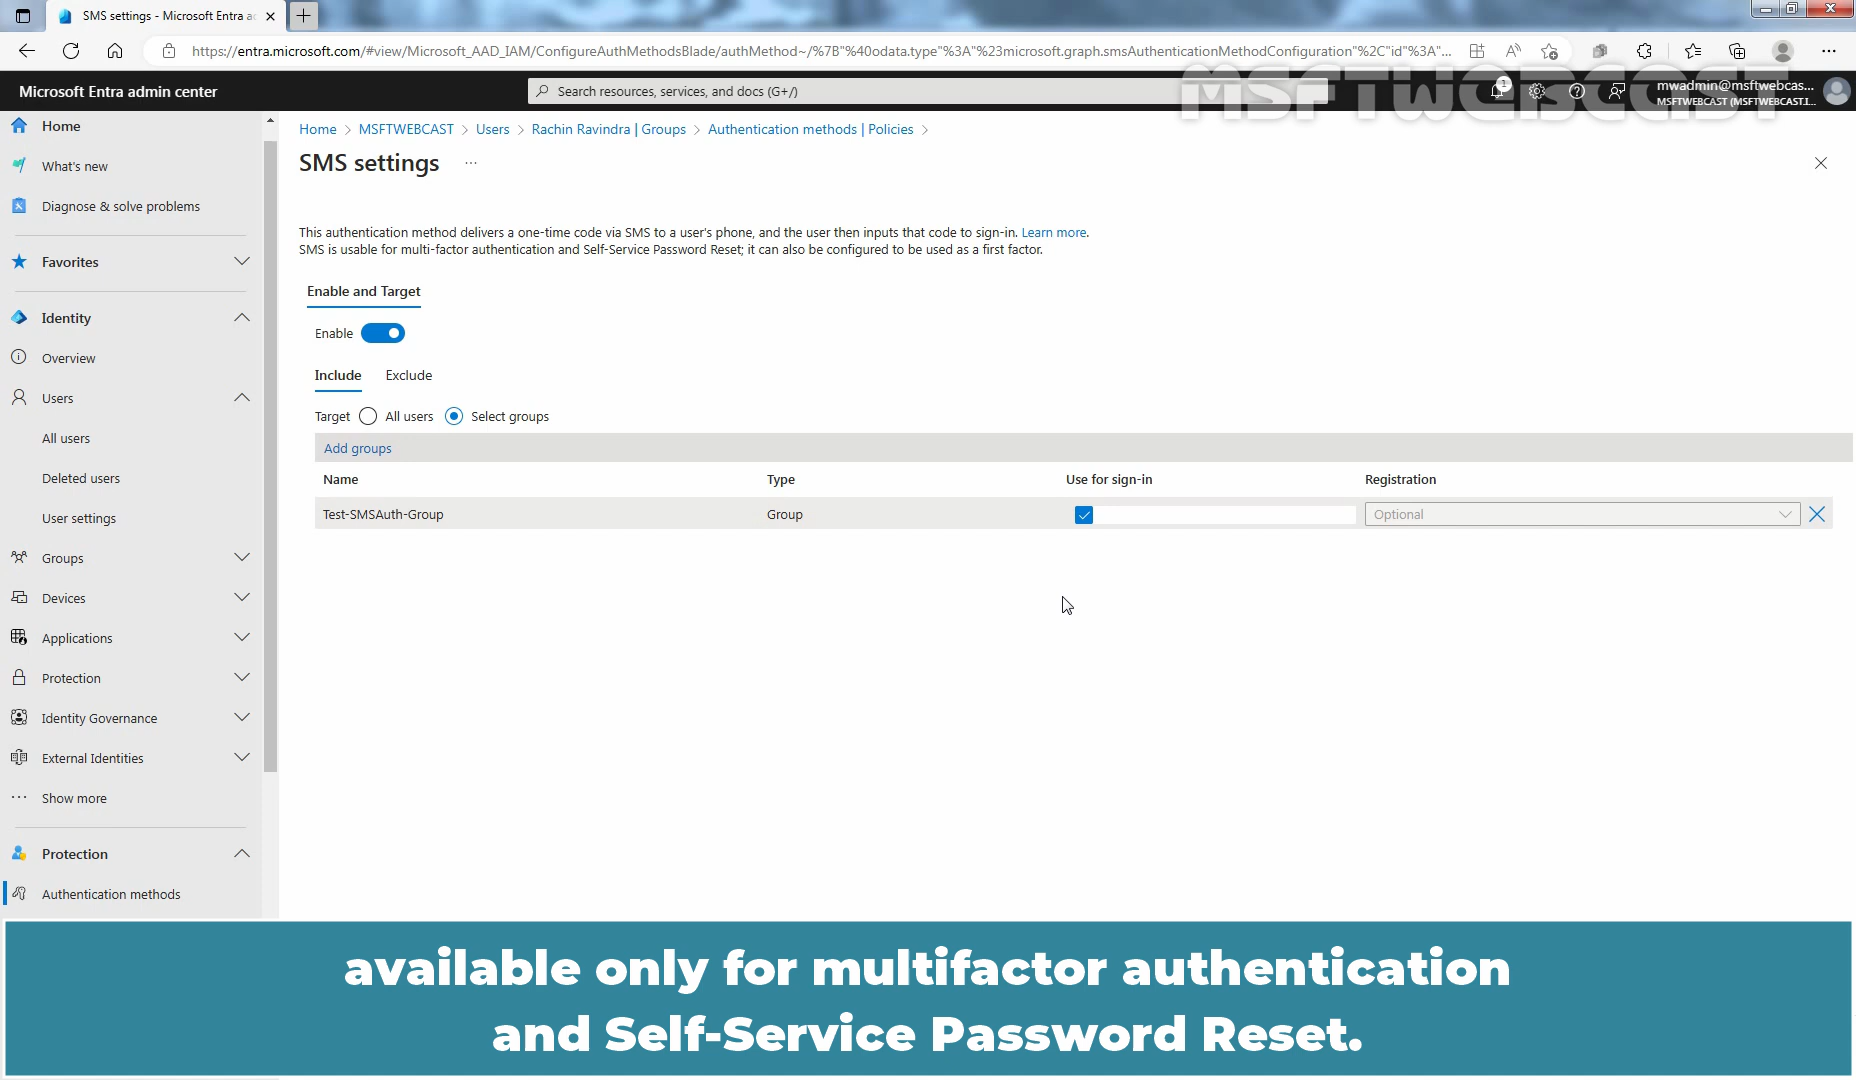 SMS settings - Microsoft Entra ac
https://entra.microsoft.com/#view/Microsoft_AAD_IAM/ConfigureAuthMethodsBlade/authMethod~/%7B"%40odata.type"%3A"%23microsoft.graph.smsAuthenticationMethodConfiguration"%2C"id"%3A"...
Microsoft Entra admin center
Search resources, services, and docs (G+/)
1
mwadmin@msftwebcas...
MSFTWEBCAST (MSFTWEBCAST.I...
MSFTWEBCAST
Home
What's new
Diagnose & solve problems
Favorites
Identity
Overview
Users
All users
Deleted users
User settings
Groups
Devices
Applications
Protection
Identity Governance
External Identities
Show more
Protection
Authentication methods
Home > MSFTWEBCAST > Users > Rachin Ravindra | Groups > Authentication methods | Policies >
SMS settings ...
This authentication method delivers a one-time code via SMS to a user's phone, and the user then inputs that code to sign-in. Learn more.
SMS is usable for multi-factor authentication and Self-Service Password Reset; it can also be configured to be used as a first factor.
Enable and Target
Enable
Include Exclude
Target All users Select groups
Add groups
Name Type Use for sign-in Registration
Test-SMSAuth-Group Group Optional
available only for multifactor authentication
and Self-Service Password Reset.